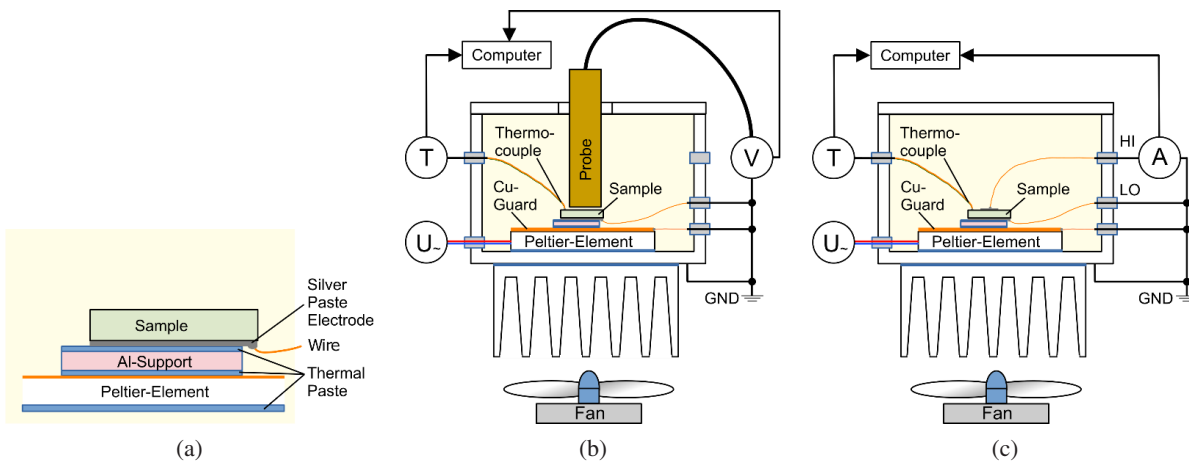 Sample
Al-Support
Peltier-Element
Silver
Paste
Electrode
Wire
Thermal
Paste
(a)
Computer
T
Thermo-
couple
Probe
V
Cu-
Guard
Sample
U~
Peltier-Element
GND
Fan
(b)
Computer
T
Thermo-
couple
HI
A
Cu-
Guard
Sample
LO
U~
Peltier-Element
GND
Fan
(c)